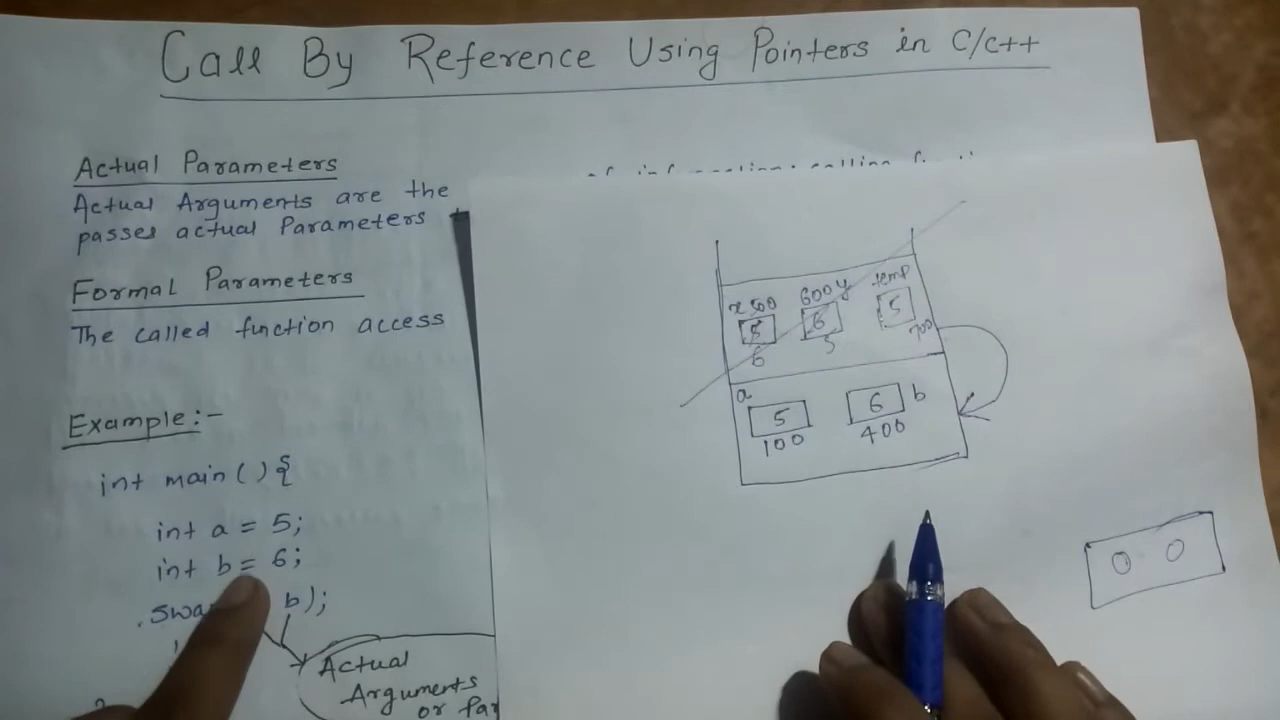 Call By Reference Using Pointers in C/C++
Actual Parameters
Actual Arguments are the
passes actual Parameters
Formal Parameters
The called function access
Example:-
int main(){
int a = 5;
int b = 6;
b);
Actual
Arguments
or
calling
x 500 600 y temp
5 6 5
6 5 700
a
5 6 b
100 400